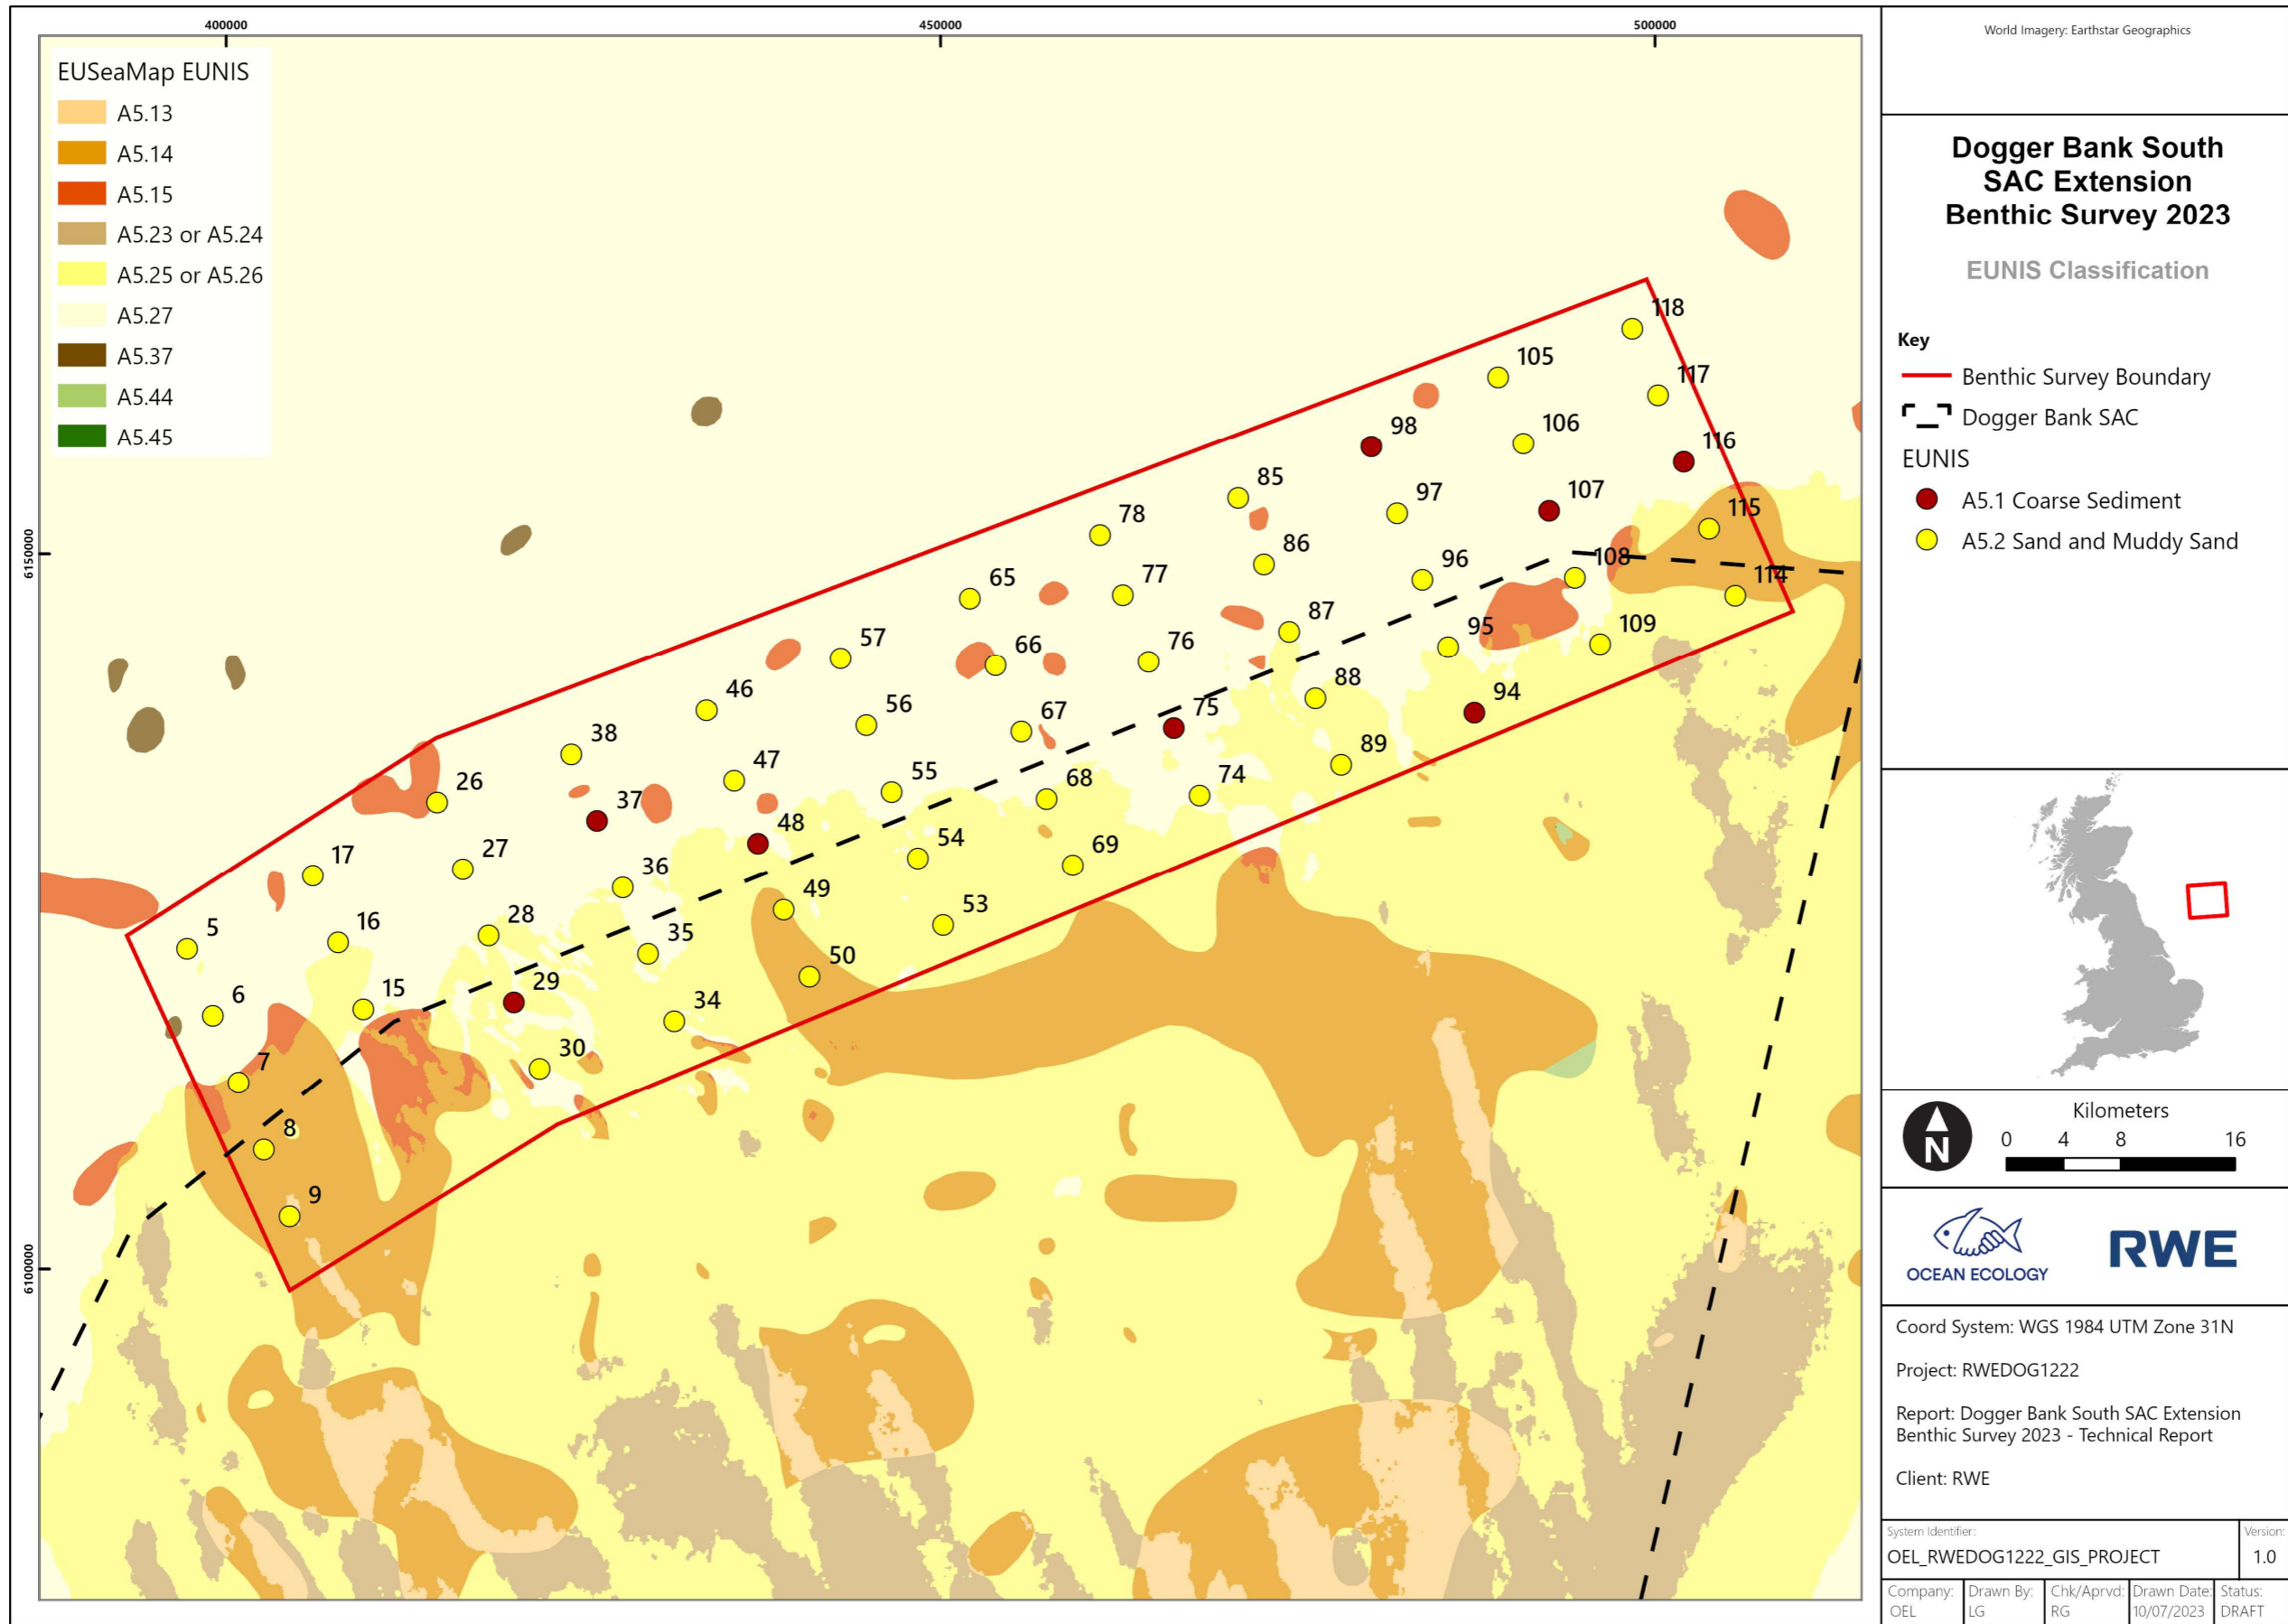 400000
450000
500000
6150000
6100000
EUSeaMap EUNIS
A5.13
A5.14
A5.15
A5.23 or A5.24
A5.25 or A5.26
A5.27
A5.37
A5.44
A5.45
118
105
117
98
106
116
85
97
107
115
78
86
96
108
114
65
77
87
95
109
57
66
76
88
94
46
56
67
75
89
38
47
55
68
74
26
37
48
54
69
17
27
36
49
53
5
16
28
35
50
6
15
29
34
7
30
8
9
World Imagery: Earthstar Geographics
Dogger Bank South
SAC Extension
Benthic Survey 2023
EUNIS Classification
Key
Benthic Survey Boundary
Dogger Bank SAC
EUNIS
A5.1 Coarse Sediment
A5.2 Sand and Muddy Sand
N
Kilometers
0 4 8 16
OCEAN ECOLOGY
RWE
Coord System: WGS 1984 UTM Zone 31N
Project: RWEDOG1222
Report: Dogger Bank South SAC Extension
Benthic Survey 2023 - Technical Report
Client: RWE
System Identifier:
OEL_RWEDOG1222_GIS_PROJECT
Version:
1.0
Company:
OEL
Drawn By:
LG
Chk/Aprvd:
RG
Drawn Date:
10/07/2023
Status:
DRAFT